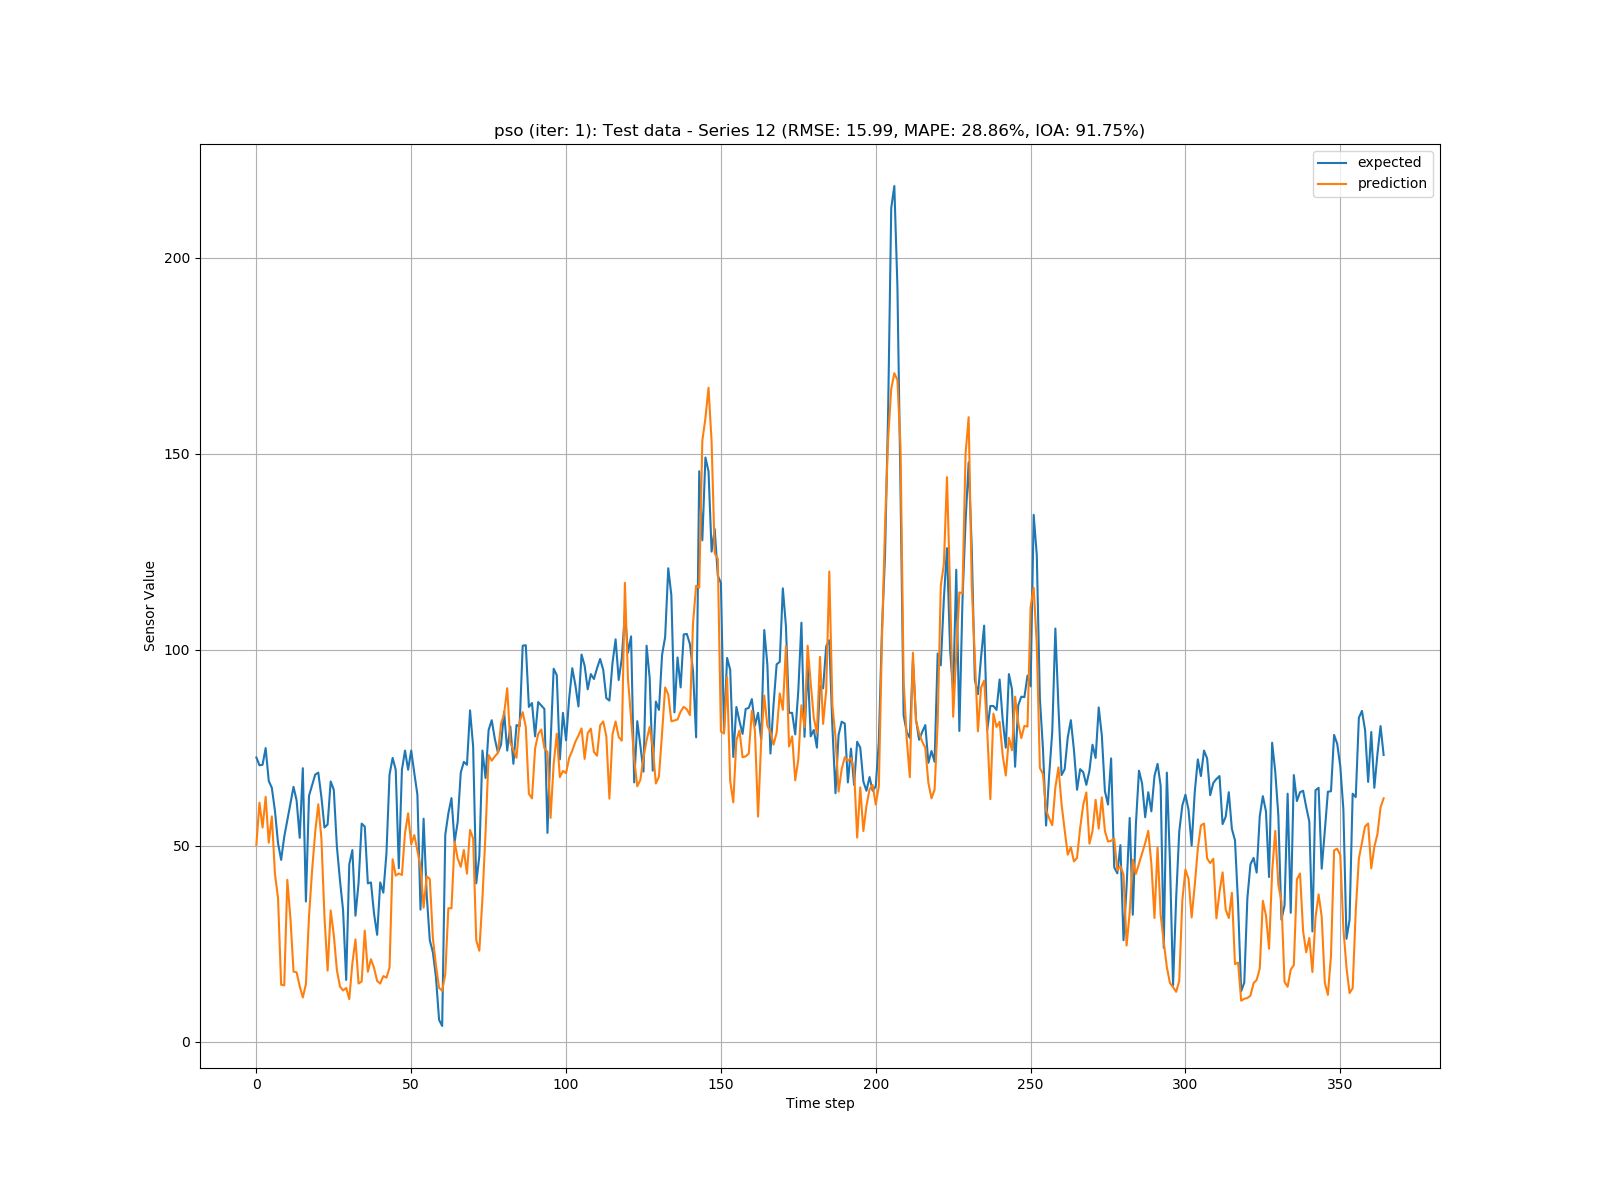 pso (iter: 1): Test data - Series 12 (RMSE: 15.99, MAPE: 28.86%, IOA: 91.75%)
expected
prediction
200
150
100
50
0
Sensor Value
0 50 100 150 200 250 300 350
Time step